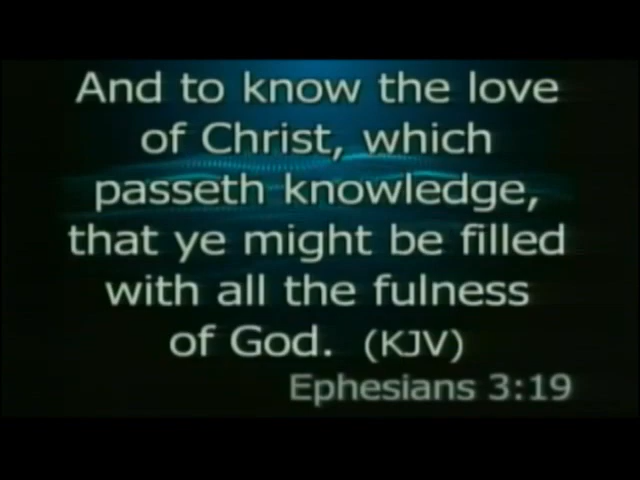 And to know the love
of Christ, which
passeth knowledge,
that ye might be filled
with all the fulness
of God. (KJV)
Ephesians 3:19